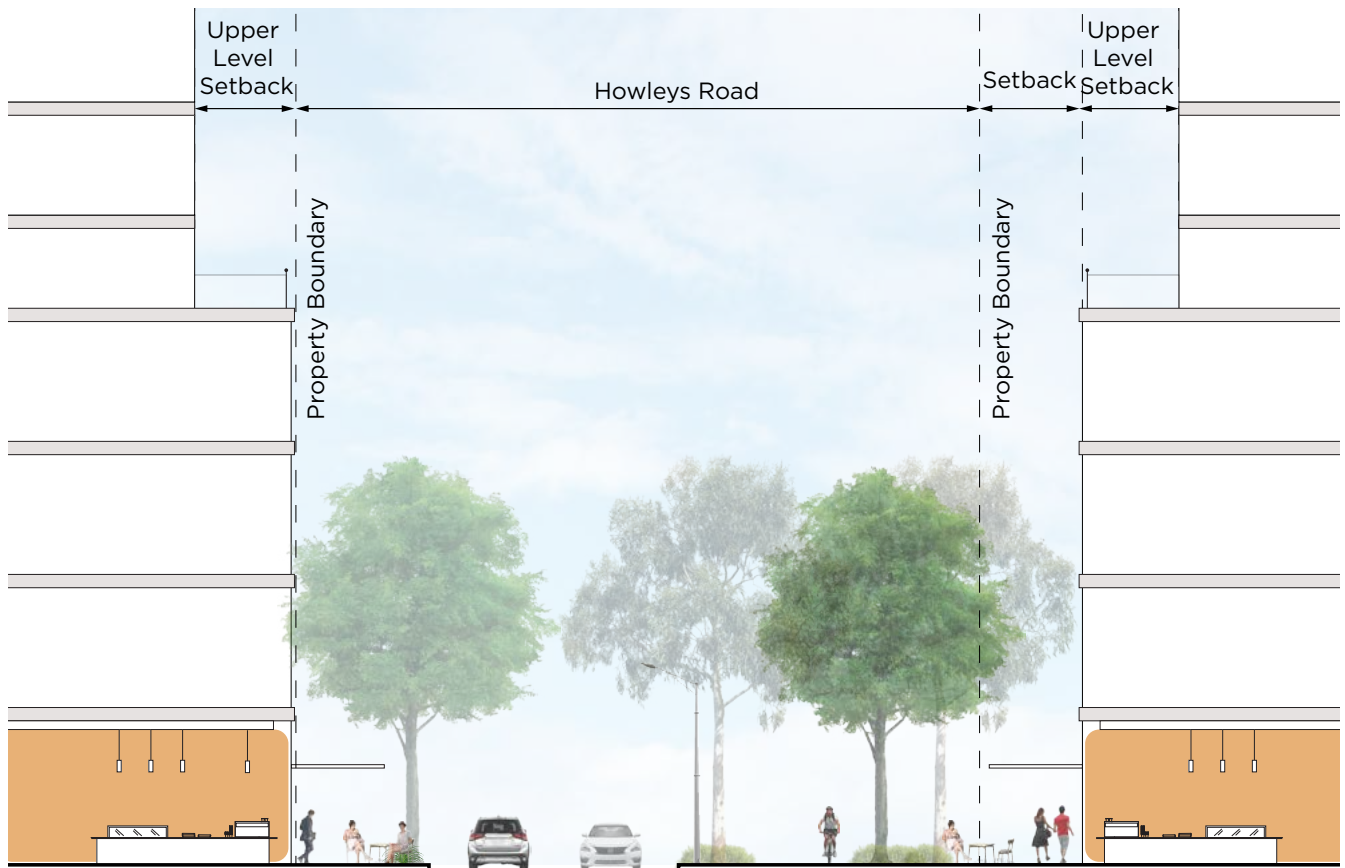 Upper
Level
Setback
Howleys Road
Setback
Upper
Level
Setback
Property Boundary
Property Boundary